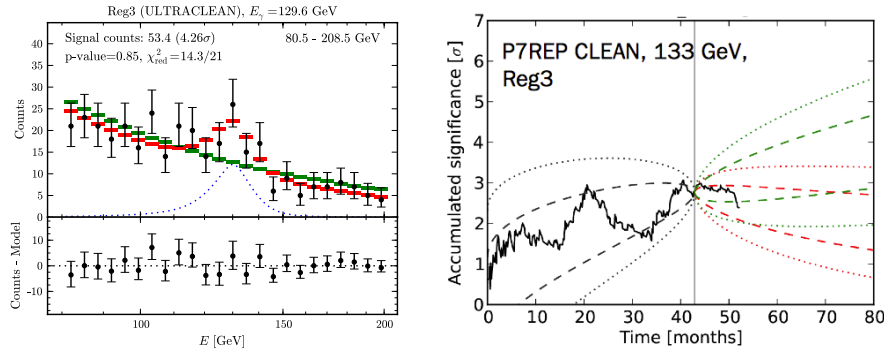 Reg3 (ULTRACLEAN), E_γ=129.6 GeV
Signal counts: 53.4 (4.26σ)
80.5 - 208.5 GeV
p-value=0.85, χ²_red=14.3/21
Counts
40
35
30
25
20
15
10
5
0
Counts - Model
10
0
-10
100
150
200
E [GeV]
P7REP CLEAN, 133 GeV,
Reg3
Accumulated significance [σ]
7
6
5
4
3
2
1
0
0
10
20
30
40
50
60
70
80
Time [months]